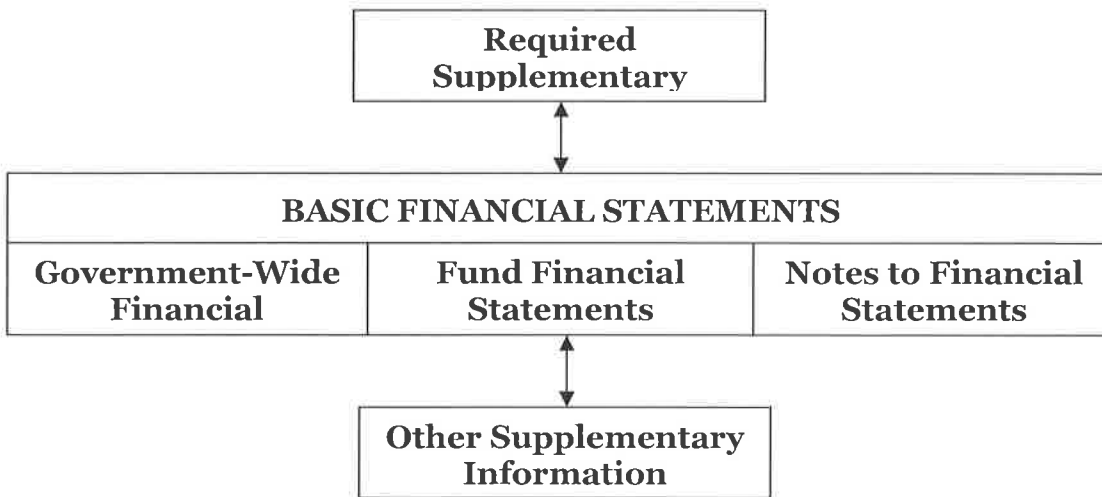 Required
Supplementary
BASIC FINANCIAL STATEMENTS
Government-Wide
Financial
Fund Financial
Statements
Notes to Financial
Statements
Other Supplementary
Information